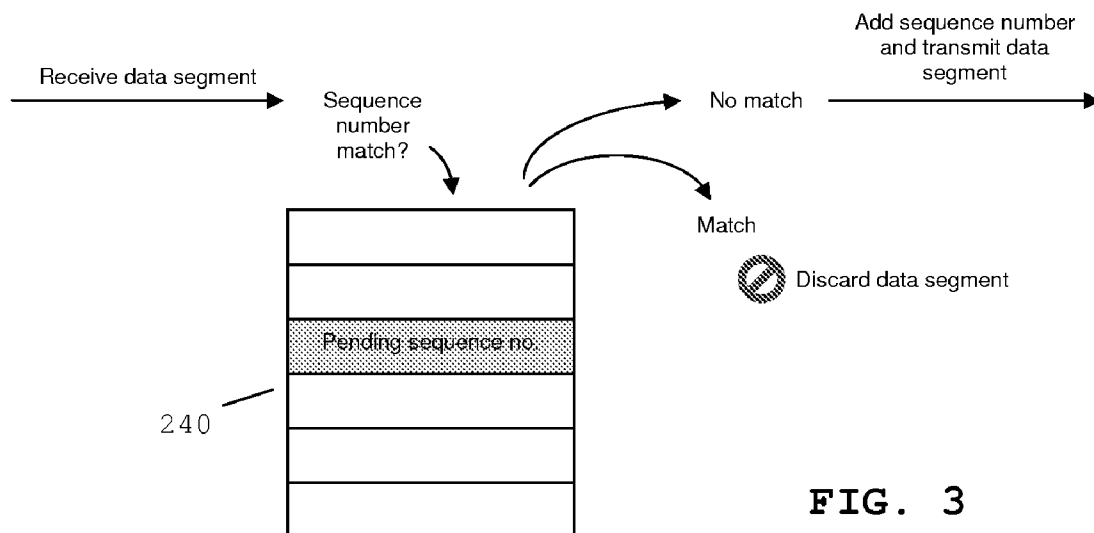 Add sequence number
and transmit data
segment
Receive data segment
Sequence
number
match?
No match
Match
Discard data segment
Pending sequence no.
240
FIG. 3